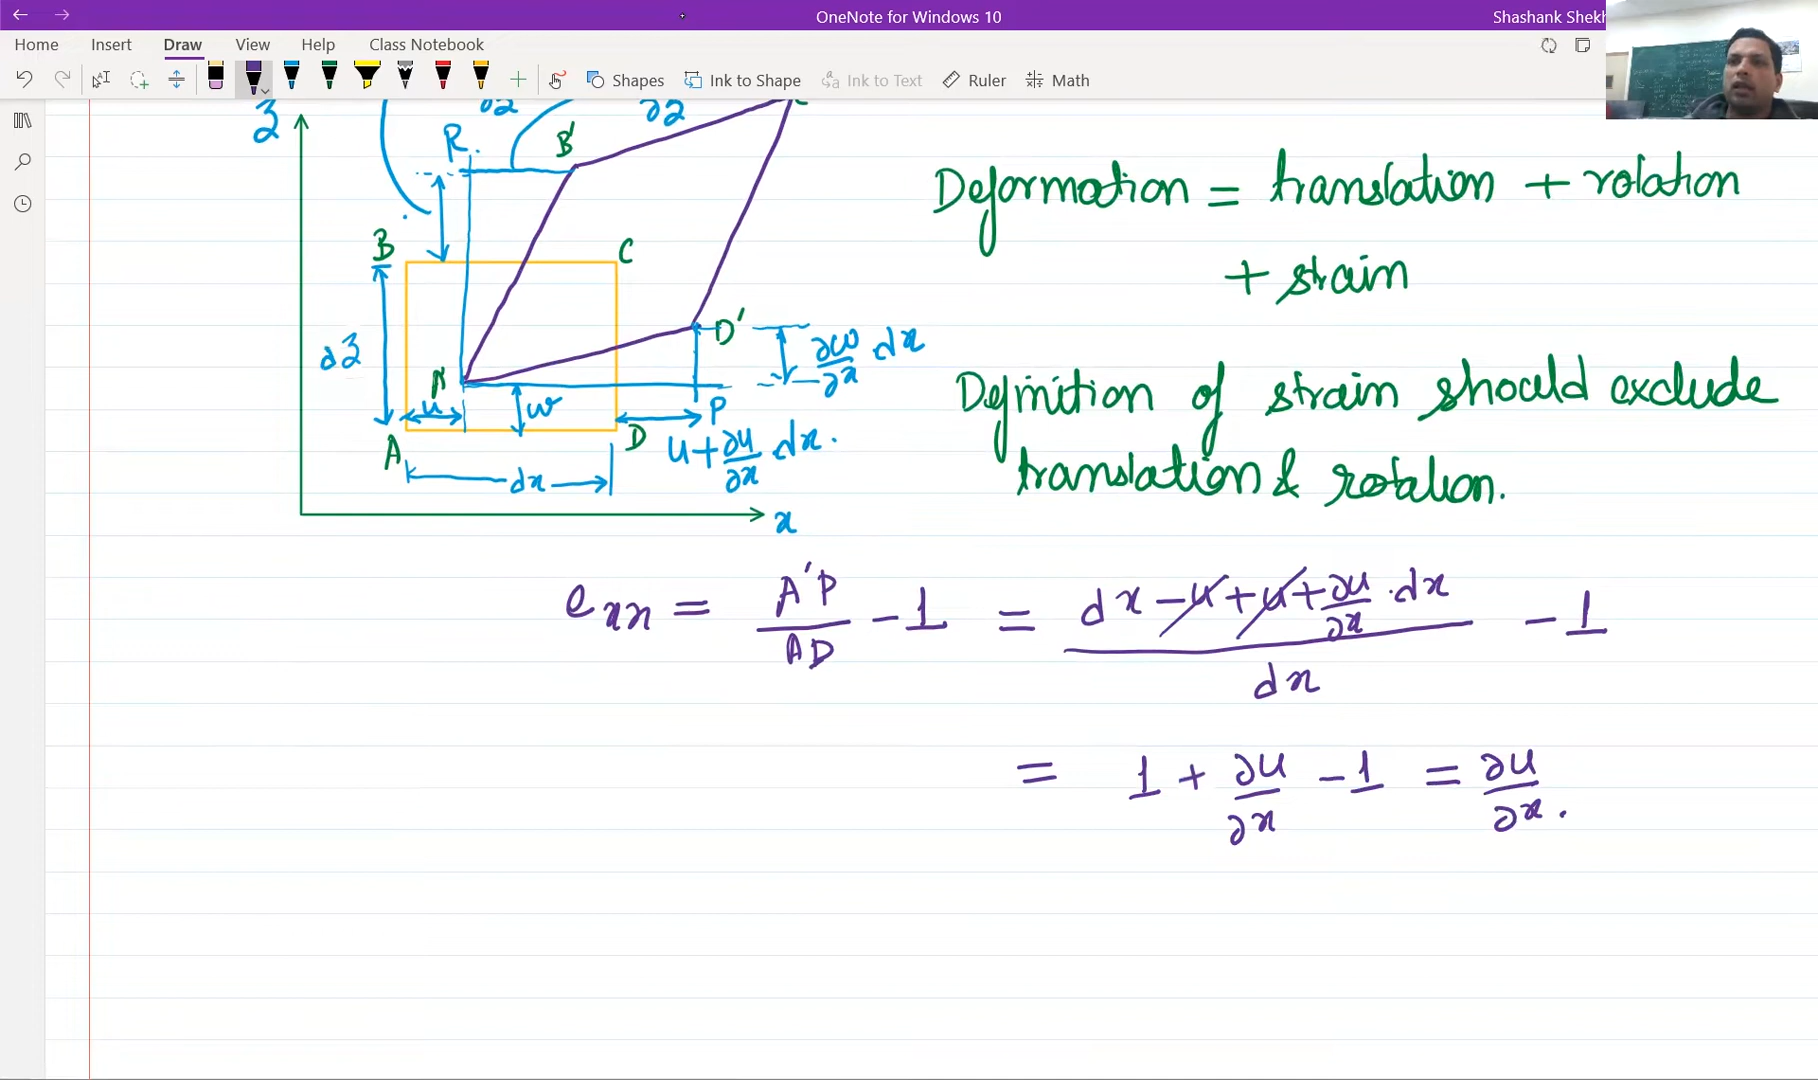 OneNote for Windows 10
Shashank Shekh
Home Insert Draw View Help Class Notebook
Shapes Ink to Shape Ink to Text Ruler Math
∂z ∂z
z
R. B'
B C
dz
A' D'
∂w/∂x dx
u w P
A D u+∂u/∂x dx.
dx
x
Deformation = translation + rotation
+ strain
Definition of strain should exclude
translation & rotation.
e_xx = A'P/AD - 1 = (dx - u + u + ∂u/∂x · dx)/dx - 1
= 1 + ∂u/∂x - 1 = ∂u/∂x.